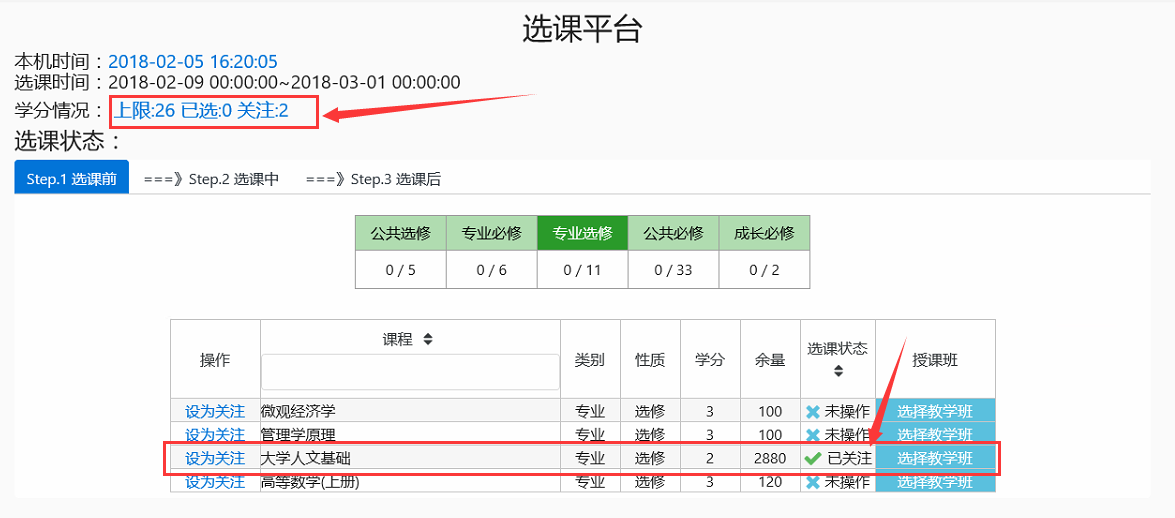 选课平台
本机时间：2018-02-05 16:20:05
选课时间：2018-02-09 00:00:00~2018-03-01 00:00:00
学分情况： 上限:26 已选:0 关注:2
选课状态：
Step.1 选课前 ===》Step.2 选课中 ===》Step.3 选课后
公共选修 专业必修 专业选修 公共必修 成长必修
0 / 5 0 / 6 0 / 11 0 / 33 0 / 2
操作 课程 类别 性质 学分 余量 选课状态 授课班
设为关注 微观经济学 专业 选修 3 100 未操作 选择教学班
设为关注 管理学原理 专业 选修 3 100 未操作 选择教学班
设为关注 大学人文基础 专业 选修 2 2880 已关注 选择教学班
设为关注 高等数学(上册) 专业 选修 3 120 未操作 选择教学班